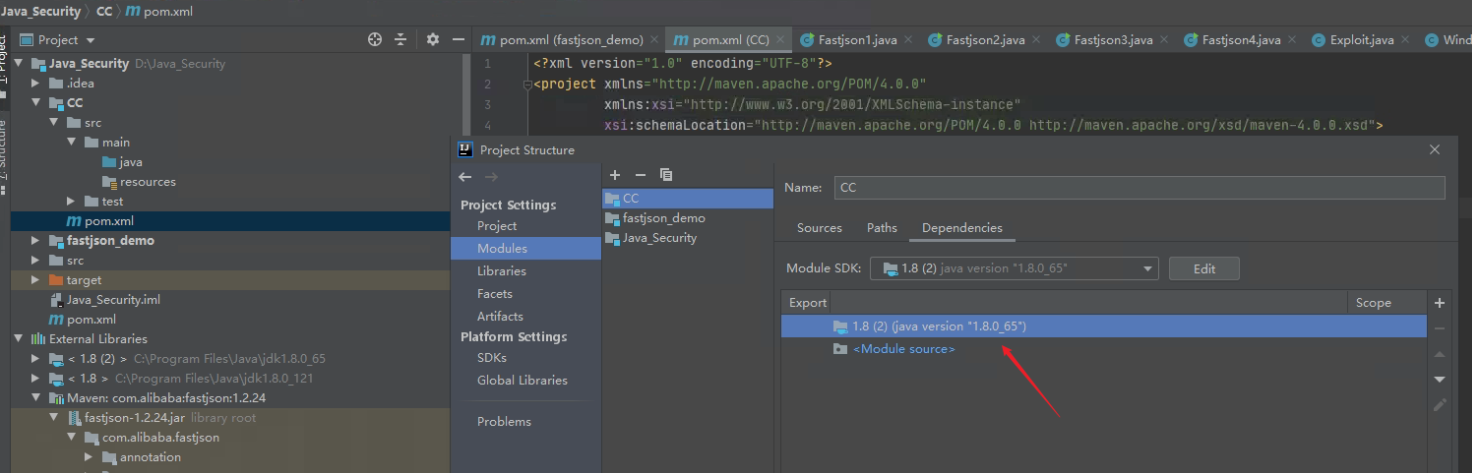 Java_Security 〉 CC 〉 m pom.xml
Project
m pom.xml (fastjson_demo) × m pom.xml (CC) × Fastjson1.java × Fastjson2.java × Fastjson3.java × Fastjson4.java × Exploit.java × Wind
1: Project
Java_Security D:\Java_Security
.idea
CC
src
main
java
resources
test
m pom.xml
fastjson_demo
src
target
Java_Security.iml
m pom.xml
External Libraries
< 1.8 (2) > C:\Program Files\Java\jdk1.8.0_65
< 1.8 > C:\Program Files\Java\jdk1.8.0_121
Maven: com.alibaba:fastjson:1.2.24
fastjson-1.2.24.jar library root
com.alibaba.fastjson
annotation
Z: Structure
1 <?xml version="1.0" encoding="UTF-8"?>
2 <project xmlns="http://maven.apache.org/POM/4.0.0"
3 xmlns:xsi="http://www.w3.org/2001/XMLSchema-instance"
4 xsi:schemaLocation="http://maven.apache.org/POM/4.0.0 http://maven.apache.org/xsd/maven-4.0.0.xsd">
Project Structure
Project Settings
Project
Modules
Libraries
Facets
Artifacts
Platform Settings
SDKs
Global Libraries
Problems
CC
fastjson_demo
Java_Security
Name: CC
Sources Paths Dependencies
Module SDK: 1.8 (2) java version "1.8.0_65" Edit
Export Scope
1.8 (2) (java version "1.8.0_65")
<Module source>